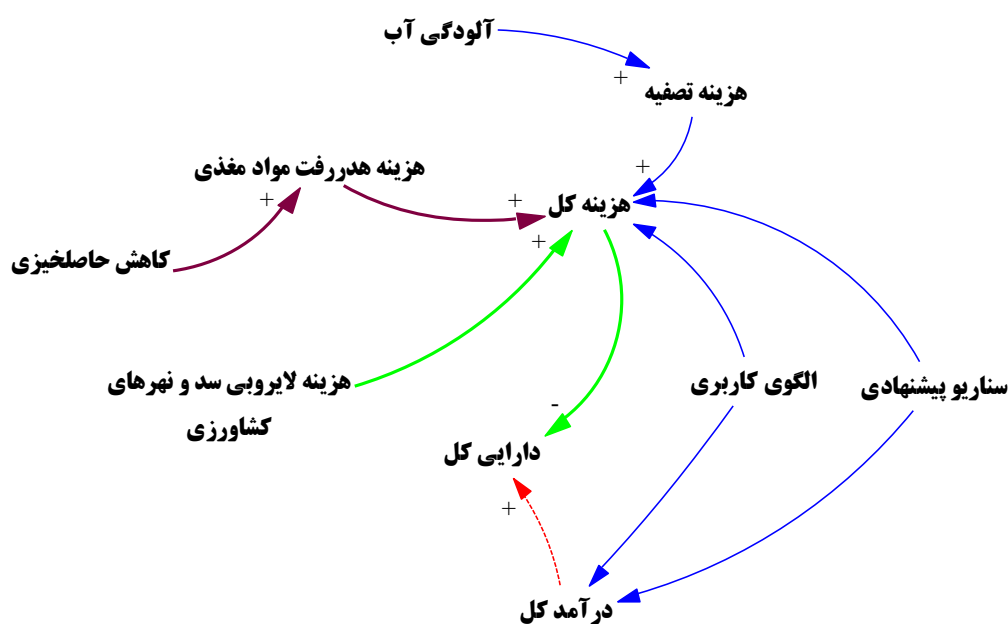 آلودگی آب
+
هزینه تصفیه
+
هزینه هدررفت مواد مغذی
+
+
هزینه کل
+
کاهش حاصلخیزی
هزینه لایروبی سد و نهرهای
کشاورزی
الگوی کاربری
سناریو پیشنهادی
-
دارایی کل
+
درآمد کل